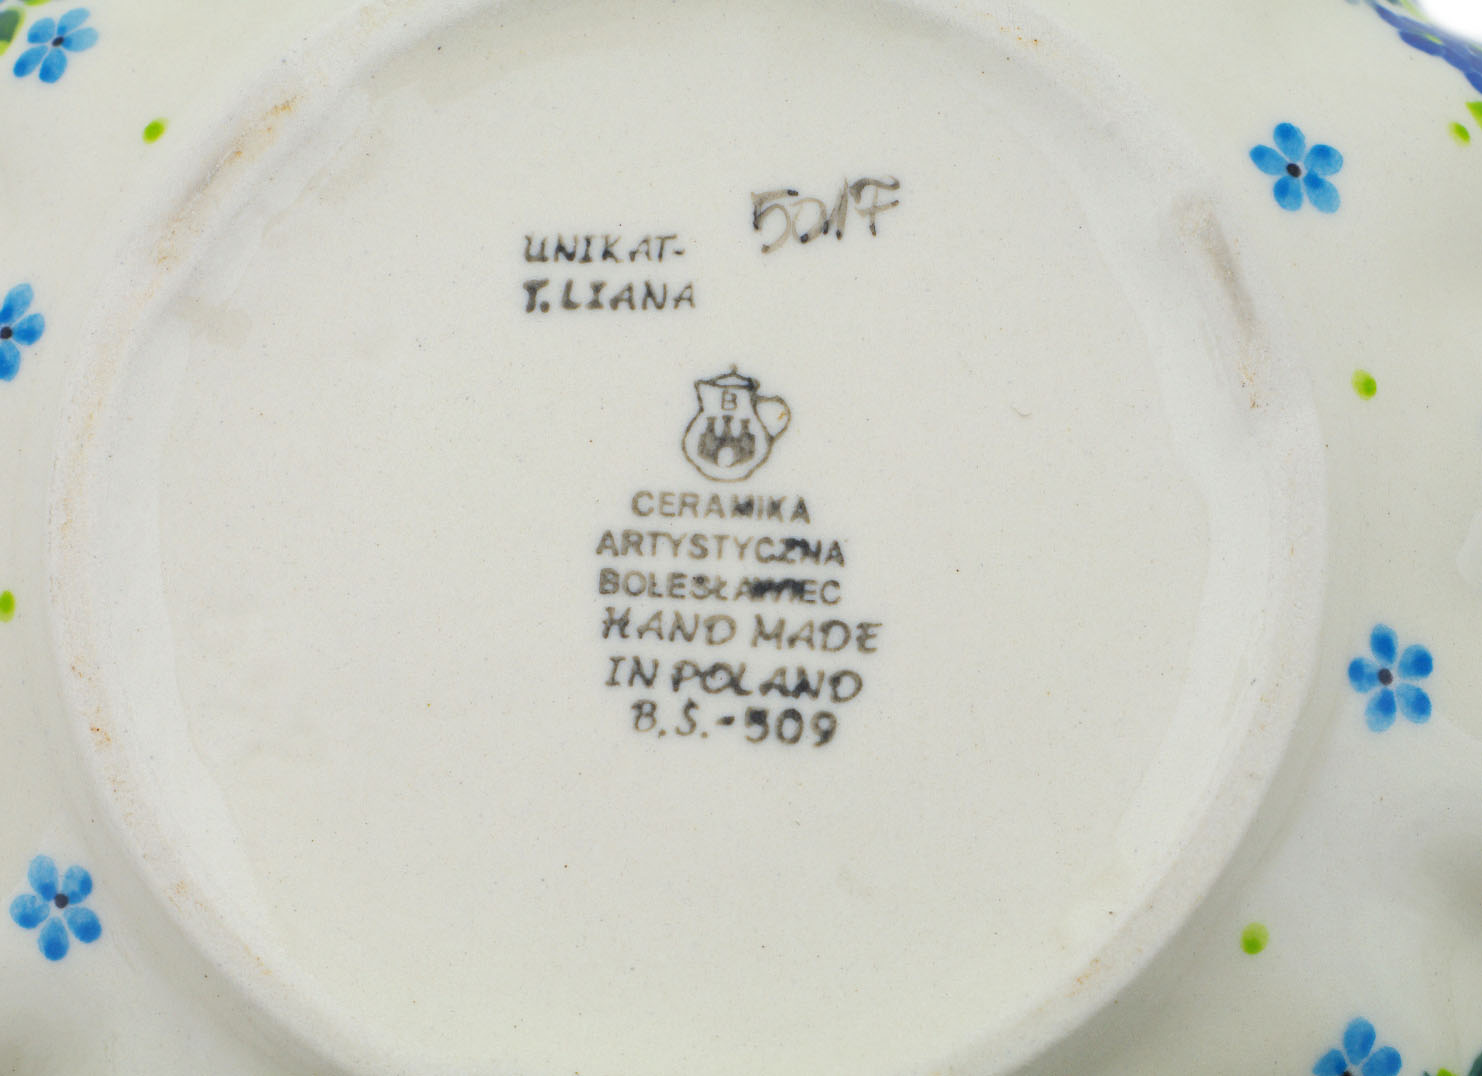 5017
UNIKAT-
T.LIANA
B
CERAMIKA
ARTYSTYCZNA
BOLESŁAWIEC
HAND MADE
IN POLAND
B.Ś.-509